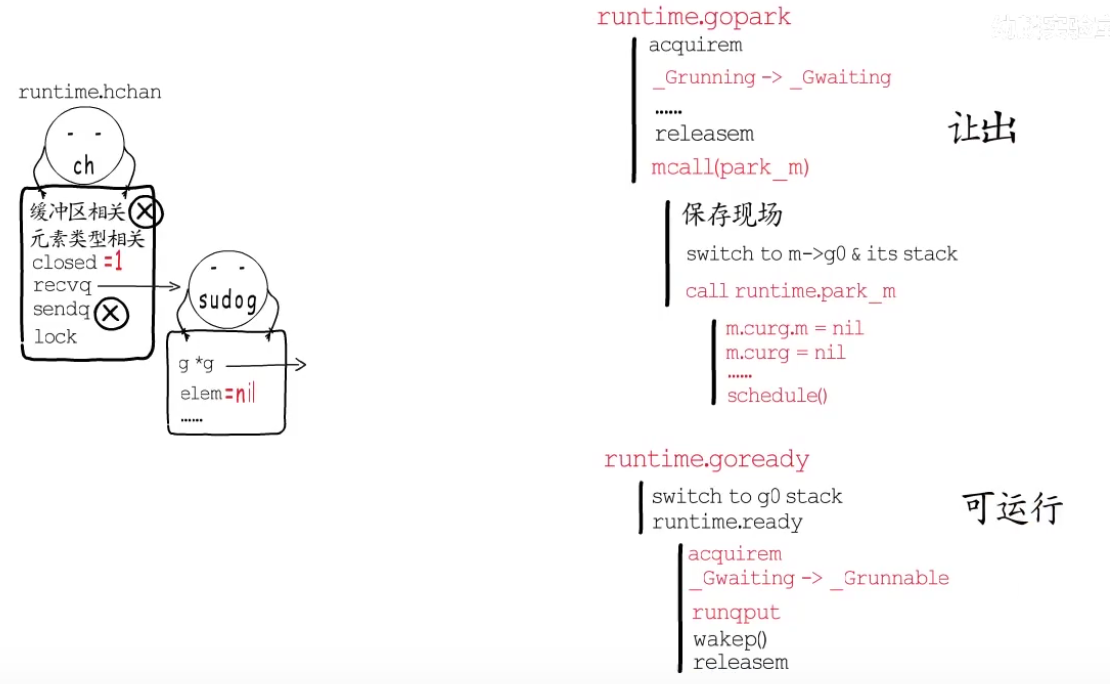 runtime.hchan
ch
缓冲区相关
元素类型相关
closed =1
recvq
sendq
lock
sudog
g *g
elem=nil
……
runtime.gopark
acquirem
_Grunning -> _Gwaiting
……
releasem
mcall(park_m)
让出
保存现场
switch to m->g0 & its stack
call runtime.park_m
m.curg.m = nil
m.curg = nil
……
schedule()
runtime.goready
switch to g0 stack
runtime.ready
可运行
acquirem
_Gwaiting -> _Grunnable
runqput
wakep()
releasem